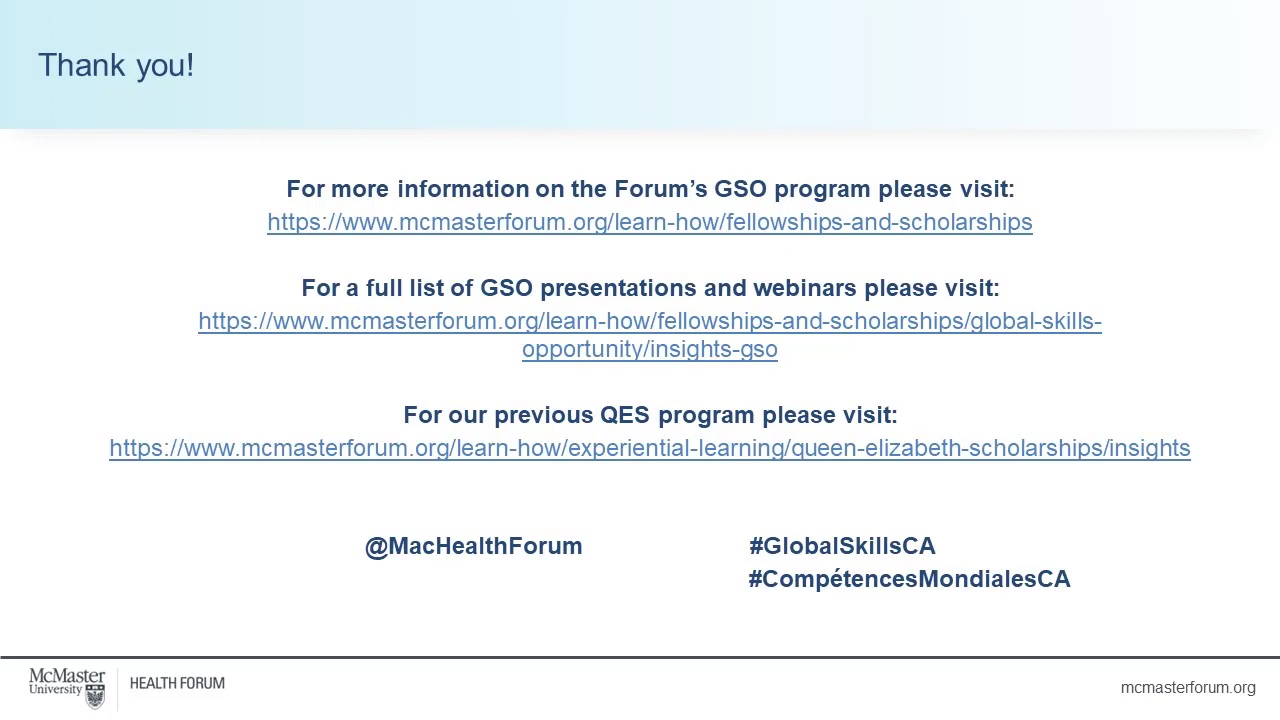 Thank you!
For more information on the Forum’s GSO program please visit:
https://www.mcmasterforum.org/learn-how/fellowships-and-scholarships
For a full list of GSO presentations and webinars please visit:
https://www.mcmasterforum.org/learn-how/fellowships-and-scholarships/global-skills-
opportunity/insights-gso
For our previous QES program please visit:
https://www.mcmasterforum.org/learn-how/experiential-learning/queen-elizabeth-scholarships/insights
@MacHealthForum
#GlobalSkillsCA
#CompétencesMondialesCA
McMaster
University
HEALTH FORUM
mcmasterforum.org